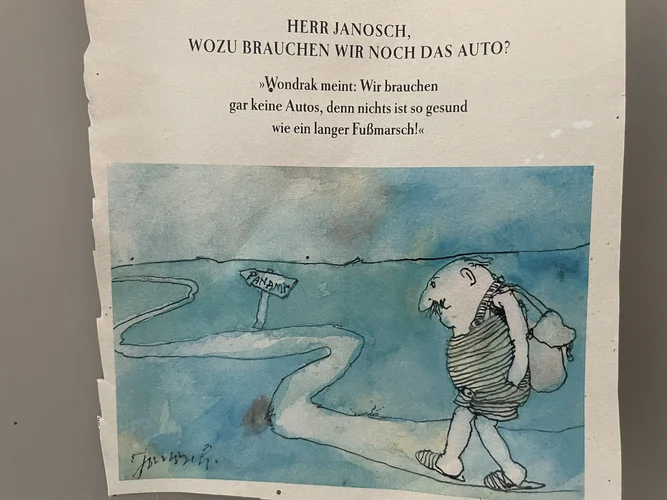 HERR JANOSCH,
WOZU BRAUCHEN WIR NOCH DAS AUTO?
»Wondrak meint: Wir brauchen
gar keine Autos, denn nichts ist so gesund
wie ein langer Fußmarsch!«
PANAMA
Janosch.